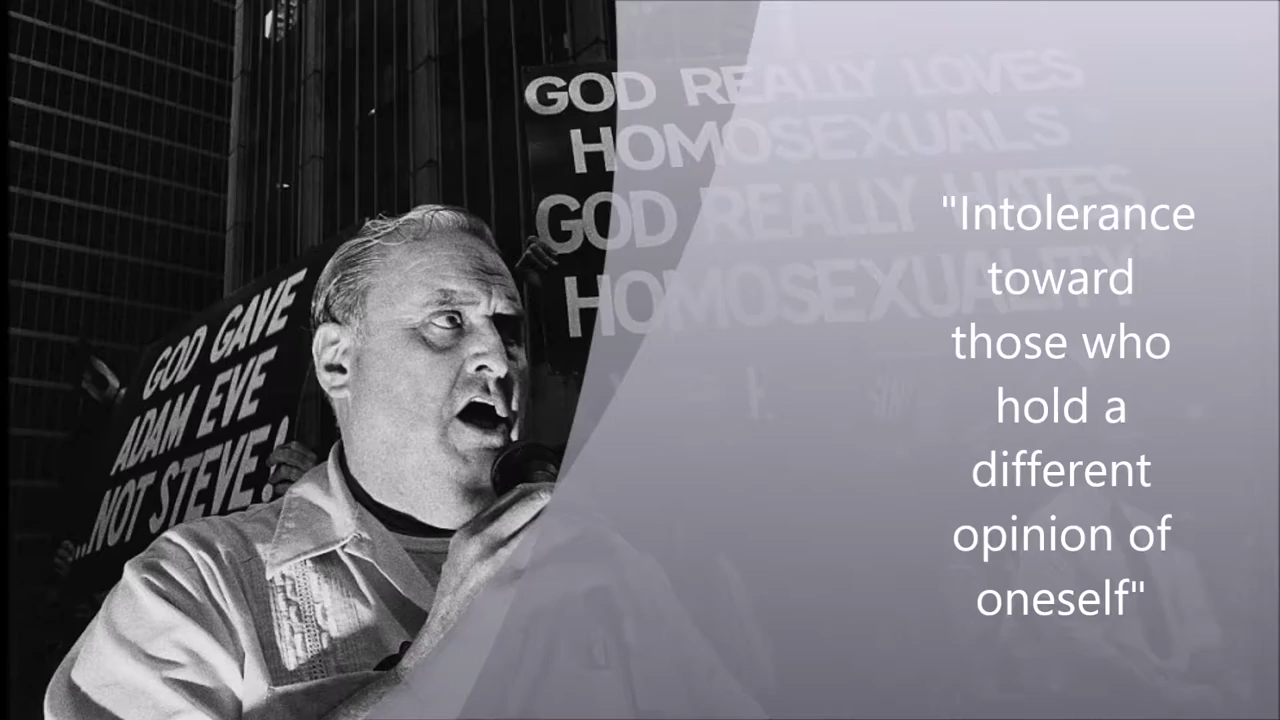 GOD GAVE
ADAM EVE
...NOT STEVE!
GOD REALLY LOVES
HOMOSEXUALS
GOD REALLY HATES
HOMOSEXUALITY
"Intolerance
toward
those who
hold a
different
opinion of
oneself"